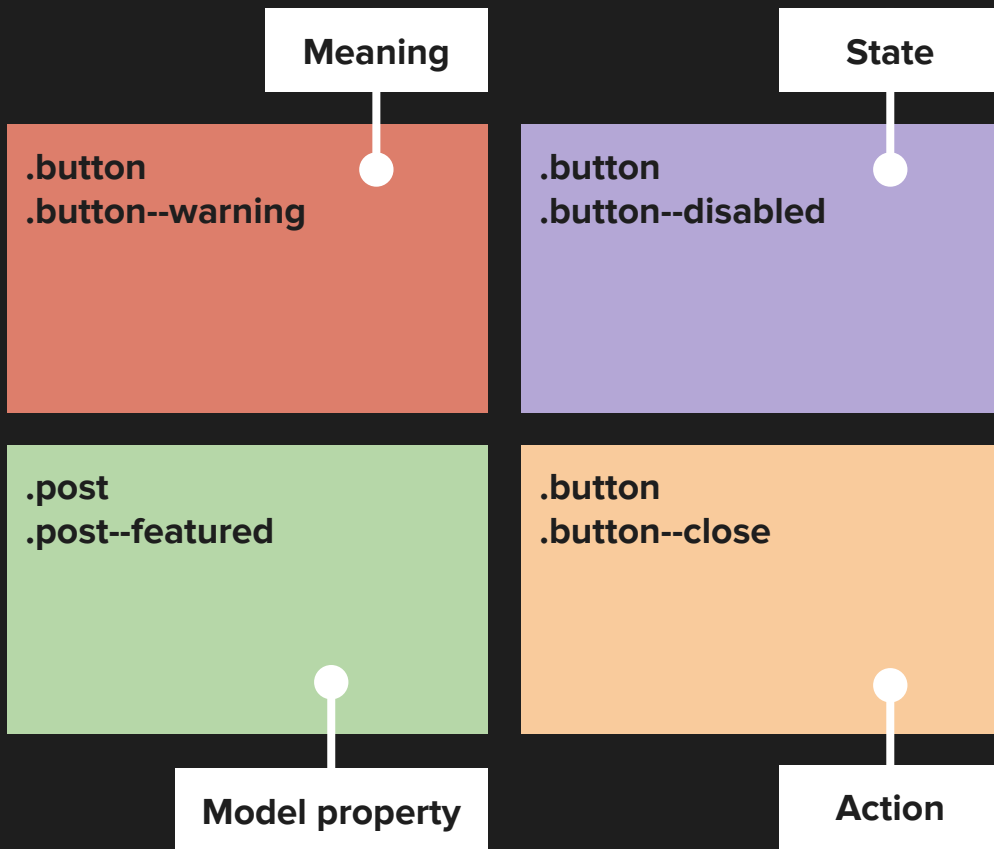 Meaning
State
.button
.button--warning
.button
.button--disabled
.post
.post--featured
.button
.button--close
Model property
Action